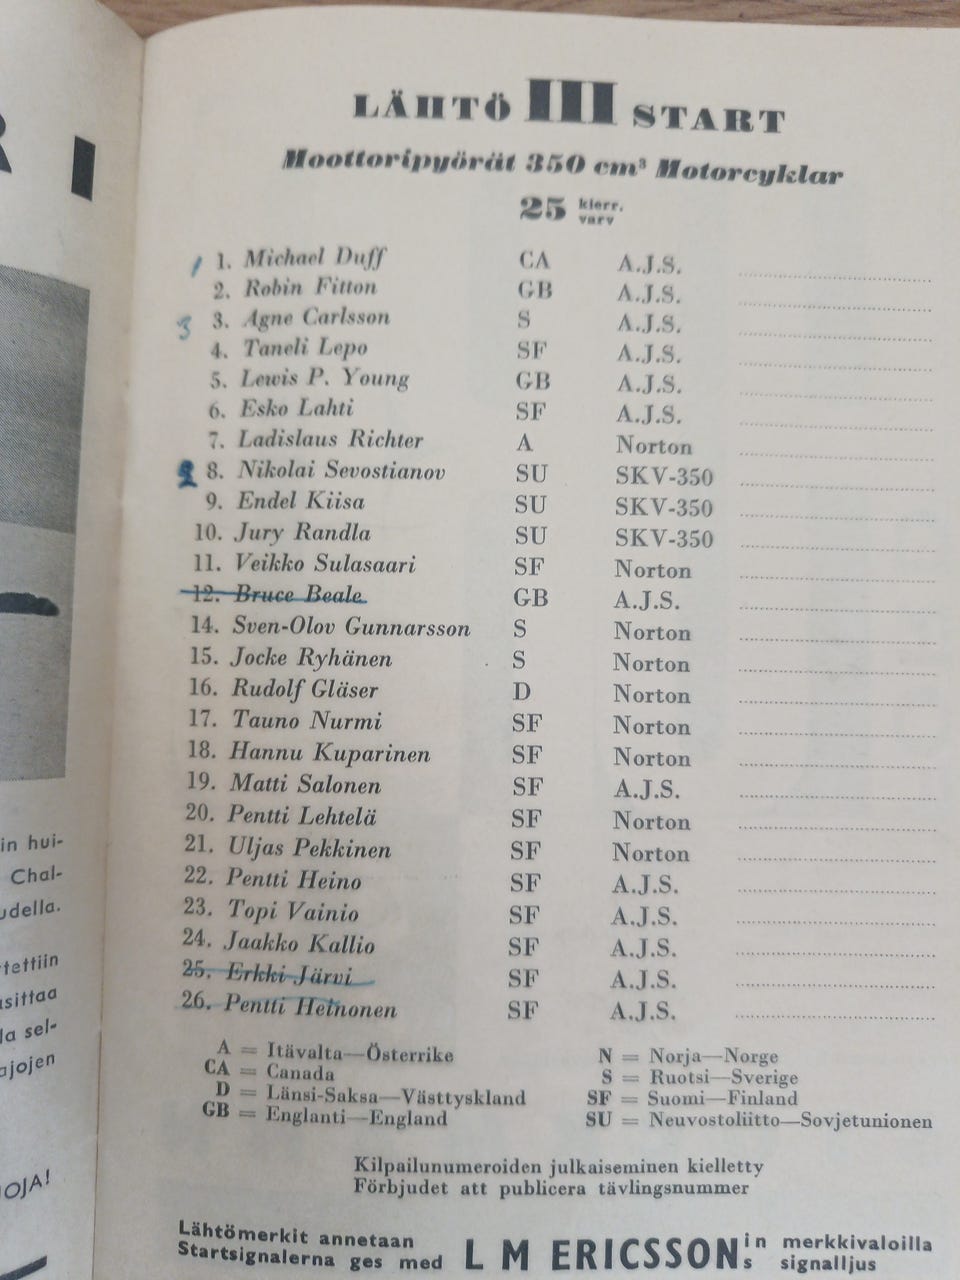 LÄHTÖ III START
Moottoripyörät 350 cm³ Motorcyklar
25 kierr.
varv
1 1. Michael Duff CA A.J.S.
2. Robin Fitton GB A.J.S.
3 3. Agne Carlsson S A.J.S.
4. Taneli Lepo SF A.J.S.
5. Lewis P. Young GB A.J.S.
6. Esko Lahti SF A.J.S.
7. Ladislaus Richter A Norton
2 8. Nikolai Sevostianov SU SKV-350
9. Endel Kiisa SU SKV-350
10. Jury Randla SU SKV-350
11. Veikko Sulasaari SF Norton
12. Bruce Beale GB A.J.S.
14. Sven-Olov Gunnarsson S Norton
15. Jocke Ryhänen S Norton
16. Rudolf Gläser D Norton
17. Tauno Nurmi SF Norton
18. Hannu Kuparinen SF Norton
19. Matti Salonen SF A.J.S.
20. Pentti Lehtelä SF Norton
21. Uljas Pekkinen SF Norton
22. Pentti Heino SF A.J.S.
23. Topi Vainio SF A.J.S.
24. Jaakko Kallio SF A.J.S.
25. Erkki Järvi SF A.J.S.
26. Pentti Heinonen SF A.J.S.
A = Itävalta—Österrike
CA = Canada
D = Länsi-Saksa—Västtyskland
GB = Englanti—England
N = Norja—Norge
S = Ruotsi—Sverige
SF = Suomi—Finland
SU = Neuvostoliitto—Sovjetunionen
Kilpailunumeroiden julkaiseminen kielletty
Förbjudet att publicera tävlingsnummer
Lähtömerkit annetaan
Startsignalerna ges med
L M ERICSSON
in merkkivaloilla
s signalljus
in hui-
Chal-
udella.
tettiin
usittaa
la sel-
ajojen
OJA!